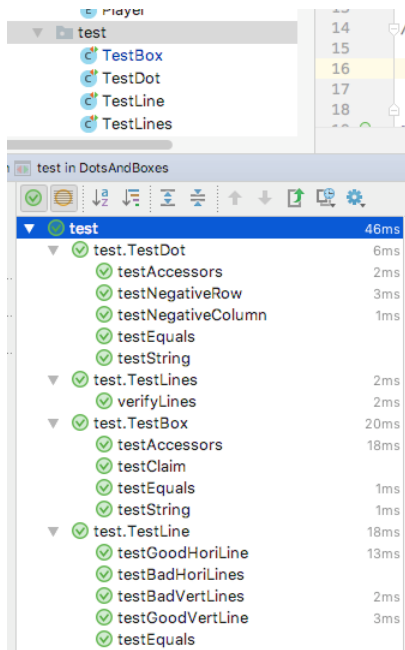 Player
test
TestBox
TestDot
TestLine
TestLines
14
15
16
17
18
test in DotsAndBoxes
test 46ms
test.TestDot 6ms
testAccessors 2ms
testNegativeRow 3ms
testNegativeColumn 1ms
testEquals
testString
test.TestLines 2ms
verifyLines 2ms
test.TestBox 20ms
testAccessors 18ms
testClaim
testEquals 1ms
testString 1ms
test.TestLine 18ms
testGoodHoriLine 13ms
testBadHoriLines
testBadVertLines 2ms
testGoodVertLine 3ms
testEquals